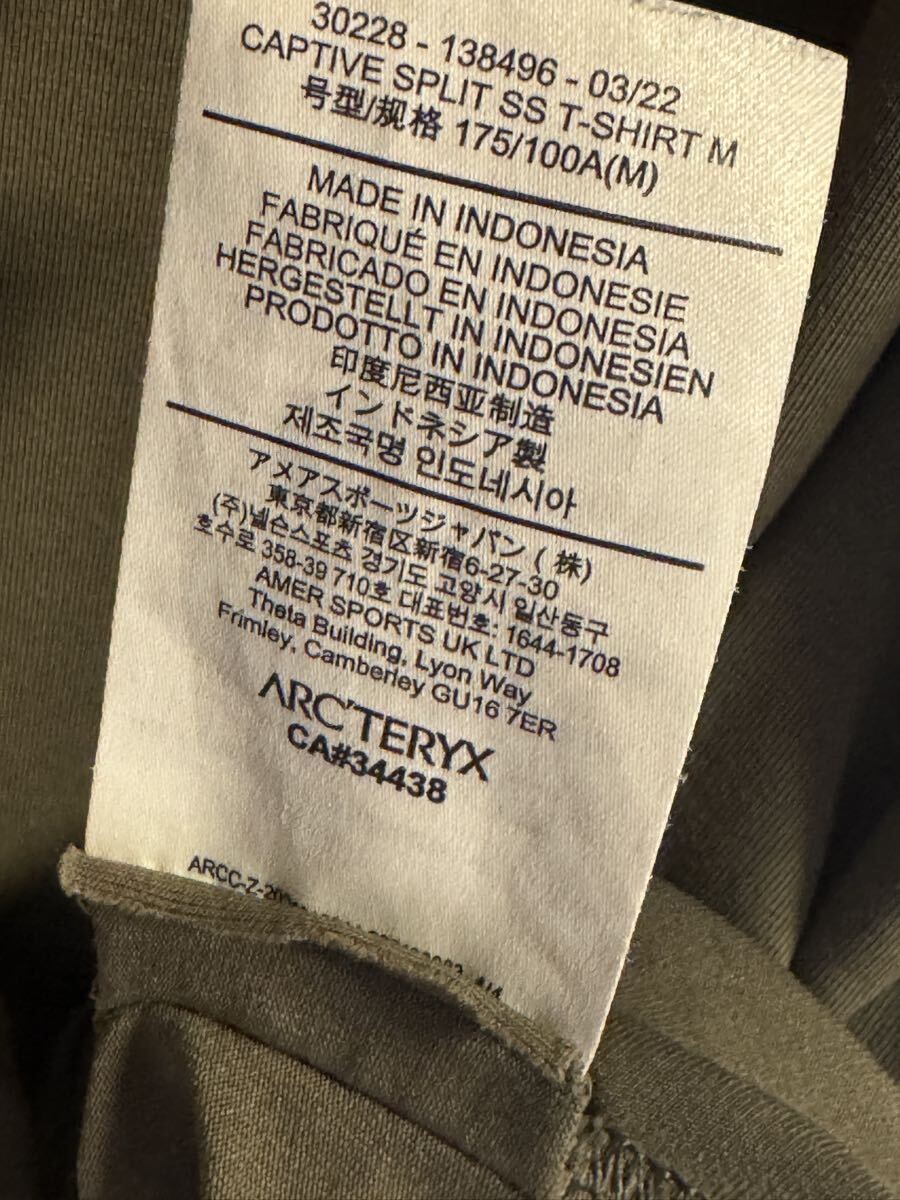 30228 - 138496 - 03/22
CAPTIVE SPLIT SS T-SHIRT M
号型/规格 175/100A(M)
MADE IN INDONESIA
FABRIQUÉ EN INDONESIE
FABRICADO EN INDONESIA
HERGESTELLT IN INDONESIEN
PRODOTTO IN INDONESIA
印度尼西亚制造
インドネシア製
제조국명 인도네시아
アメアスポーツジャパン ( 株)
東京都新宿区新宿6-27-30
(주)넬슨스포츠 경기도 고양시 일산동구
호수로 358-39 710호 대표번호: 1644-1708
AMER SPORTS UK LTD
Theta Building, Lyon Way
Frimley, Camberley GU16 7ER
ARC'TERYX
CA#34438
ARCC-Z-20